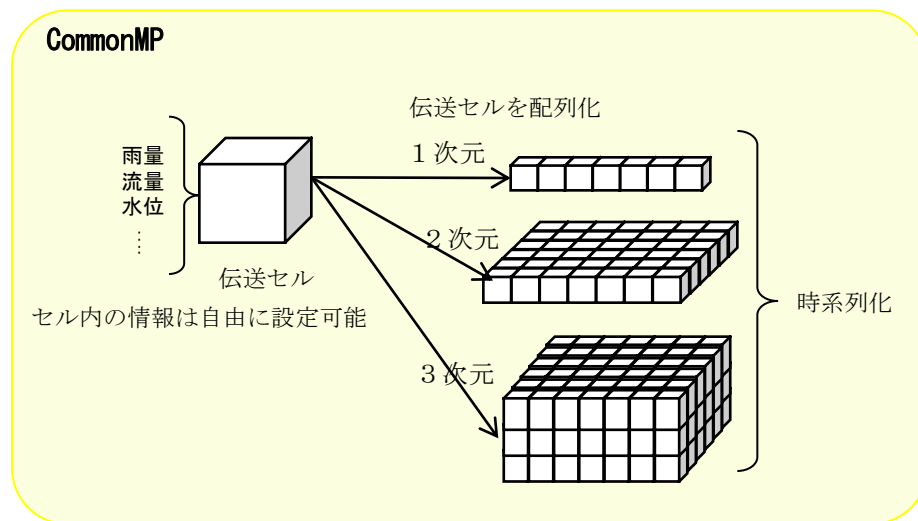 CommonMP
伝送セルを配列化
雨量
流量
水位
…
伝送セル
セル内の情報は自由に設定可能
1次元
2次元
3次元
時系列化